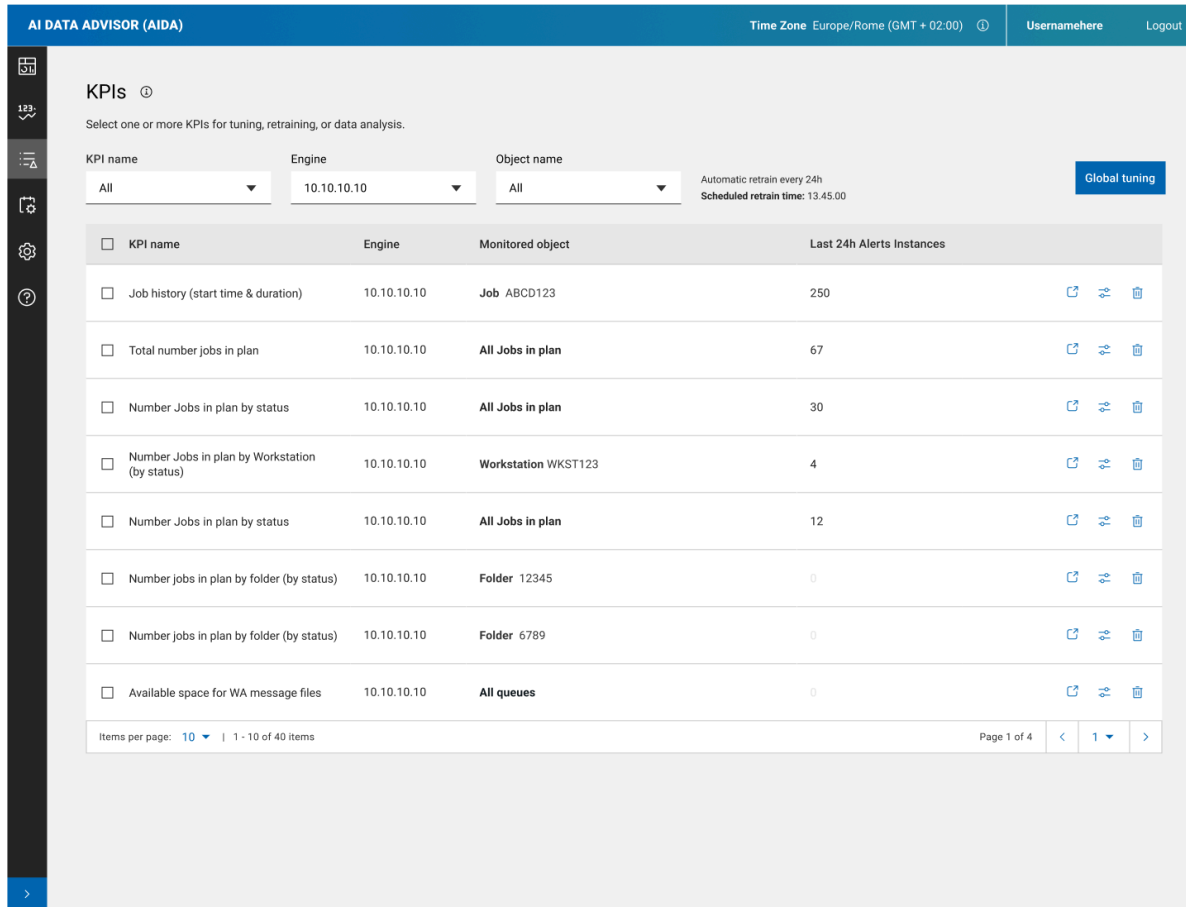 AI DATA ADVISOR (AIDA)
Time Zone Europe/Rome (GMT + 02:00)
Usernamehere
Logout
123
KPIs
Select one or more KPIs for tuning, retraining, or data analysis.
KPI name
Engine
Object name
All
10.10.10.10
All
Automatic retrain every 24h
Scheduled retrain time: 13.45.00
Global tuning
KPI name Engine Monitored object Last 24h Alerts Instances
Job history (start time & duration) 10.10.10.10 Job ABCD123 250
Total number jobs in plan 10.10.10.10 All Jobs in plan 67
Number Jobs in plan by status 10.10.10.10 All Jobs in plan 30
Number Jobs in plan by Workstation
(by status) 10.10.10.10 Workstation WKST123 4
Number Jobs in plan by status 10.10.10.10 All Jobs in plan 12
Number jobs in plan by folder (by status) 10.10.10.10 Folder 12345 0
Number jobs in plan by folder (by status) 10.10.10.10 Folder 6789 0
Available space for WA message files 10.10.10.10 All queues 0
Items per page: 10 | 1 - 10 of 40 items
Page 1 of 4 < 1 >